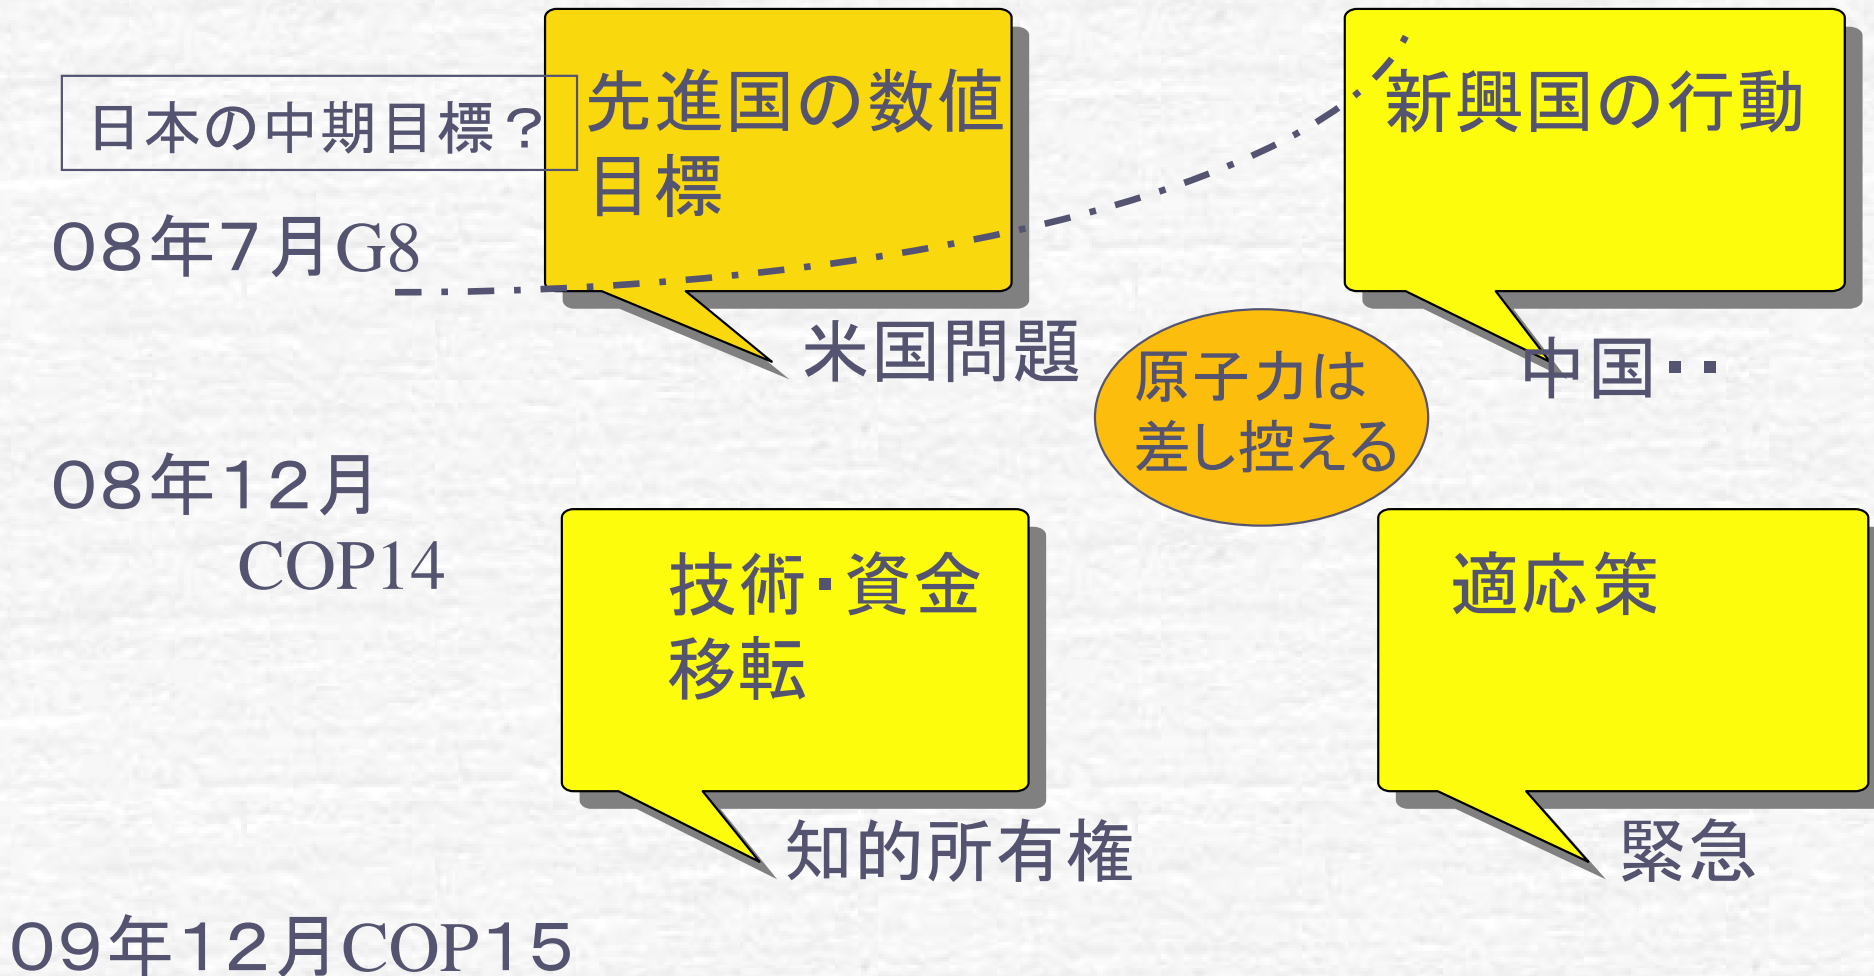 日本の中期目標？
先進国の数値
目標
新興国の行動
０８年７月G8
米国問題
中国・・
原子力は
差し控える
０８年１２月
COP14
技術・資金
移転
適応策
知的所有権
緊急
０９年１２月COP１５